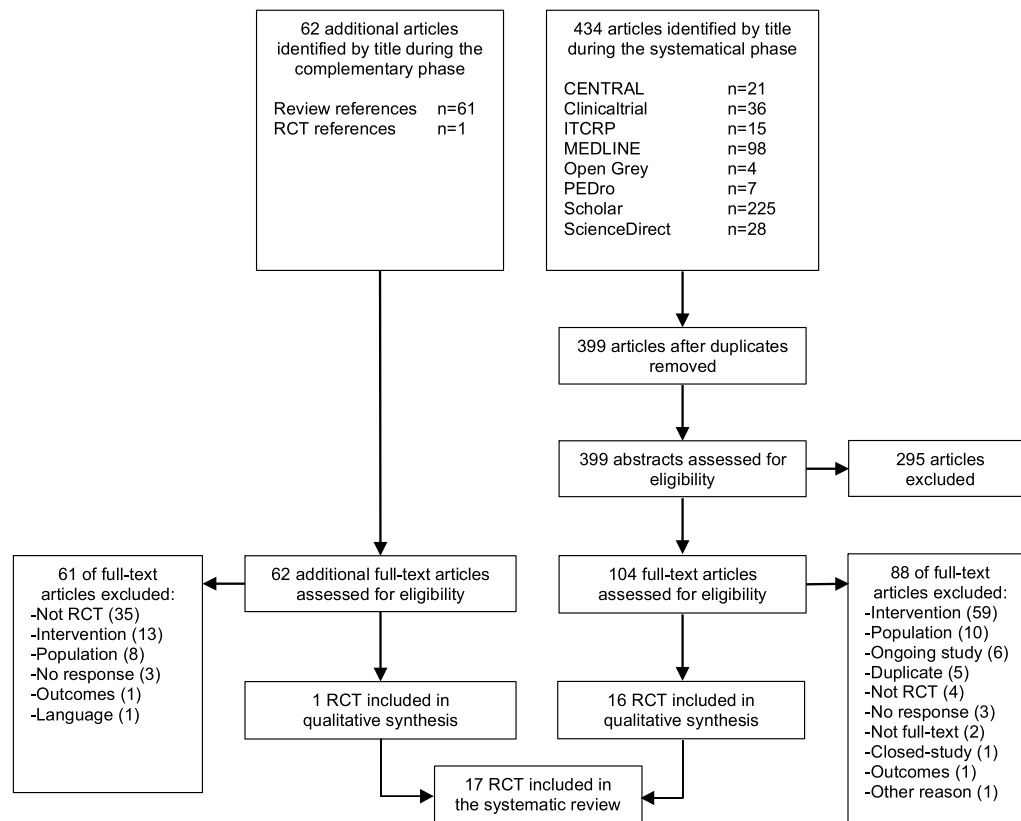 62 additional articles
identified by title during the
complementary phase
Review references n=61
RCT references n=1
434 articles identified by title
during the systematical phase
CENTRAL n=21
Clinicaltrial n=36
ITCRP n=15
MEDLINE n=98
Open Grey n=4
PEDro n=7
Scholar n=225
ScienceDirect n=28
399 articles after duplicates
removed
399 abstracts assessed for
eligibility
295 articles
excluded
61 of full-text
articles excluded:
-Not RCT (35)
-Intervention (13)
-Population (8)
-No response (3)
-Outcomes (1)
-Language (1)
62 additional full-text articles
assessed for eligibility
104 full-text articles
assessed for eligibility
88 of full-text
articles excluded:
-Intervention (59)
-Population (10)
-Ongoing study (6)
-Duplicate (5)
-Not RCT (4)
-No response (3)
-Not full-text (2)
-Closed-study (1)
-Outcomes (1)
-Other reason (1)
1 RCT included in
qualitative synthesis
16 RCT included in
qualitative synthesis
17 RCT included in
the systematic review